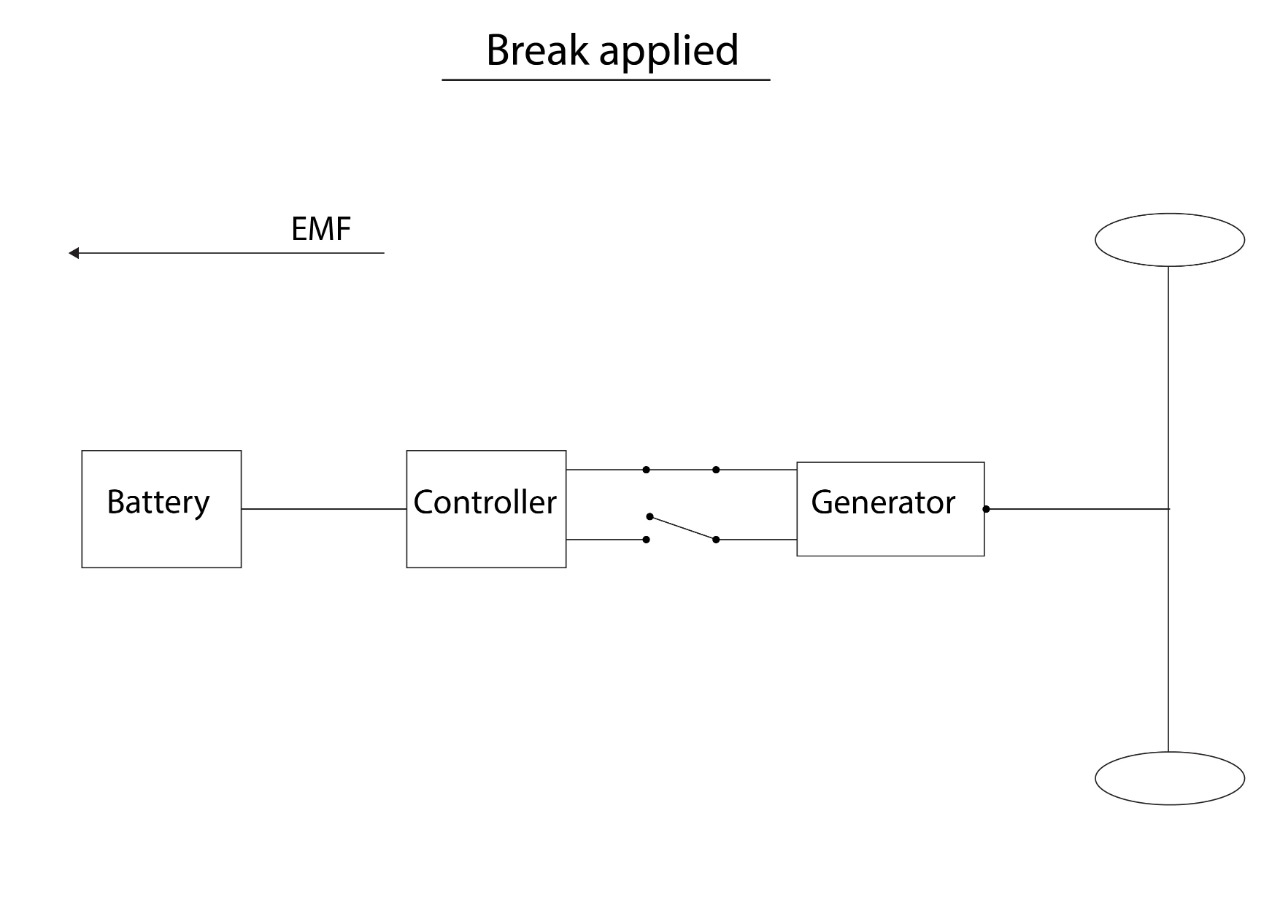 Break applied
EMF
Battery
Controller
Generator